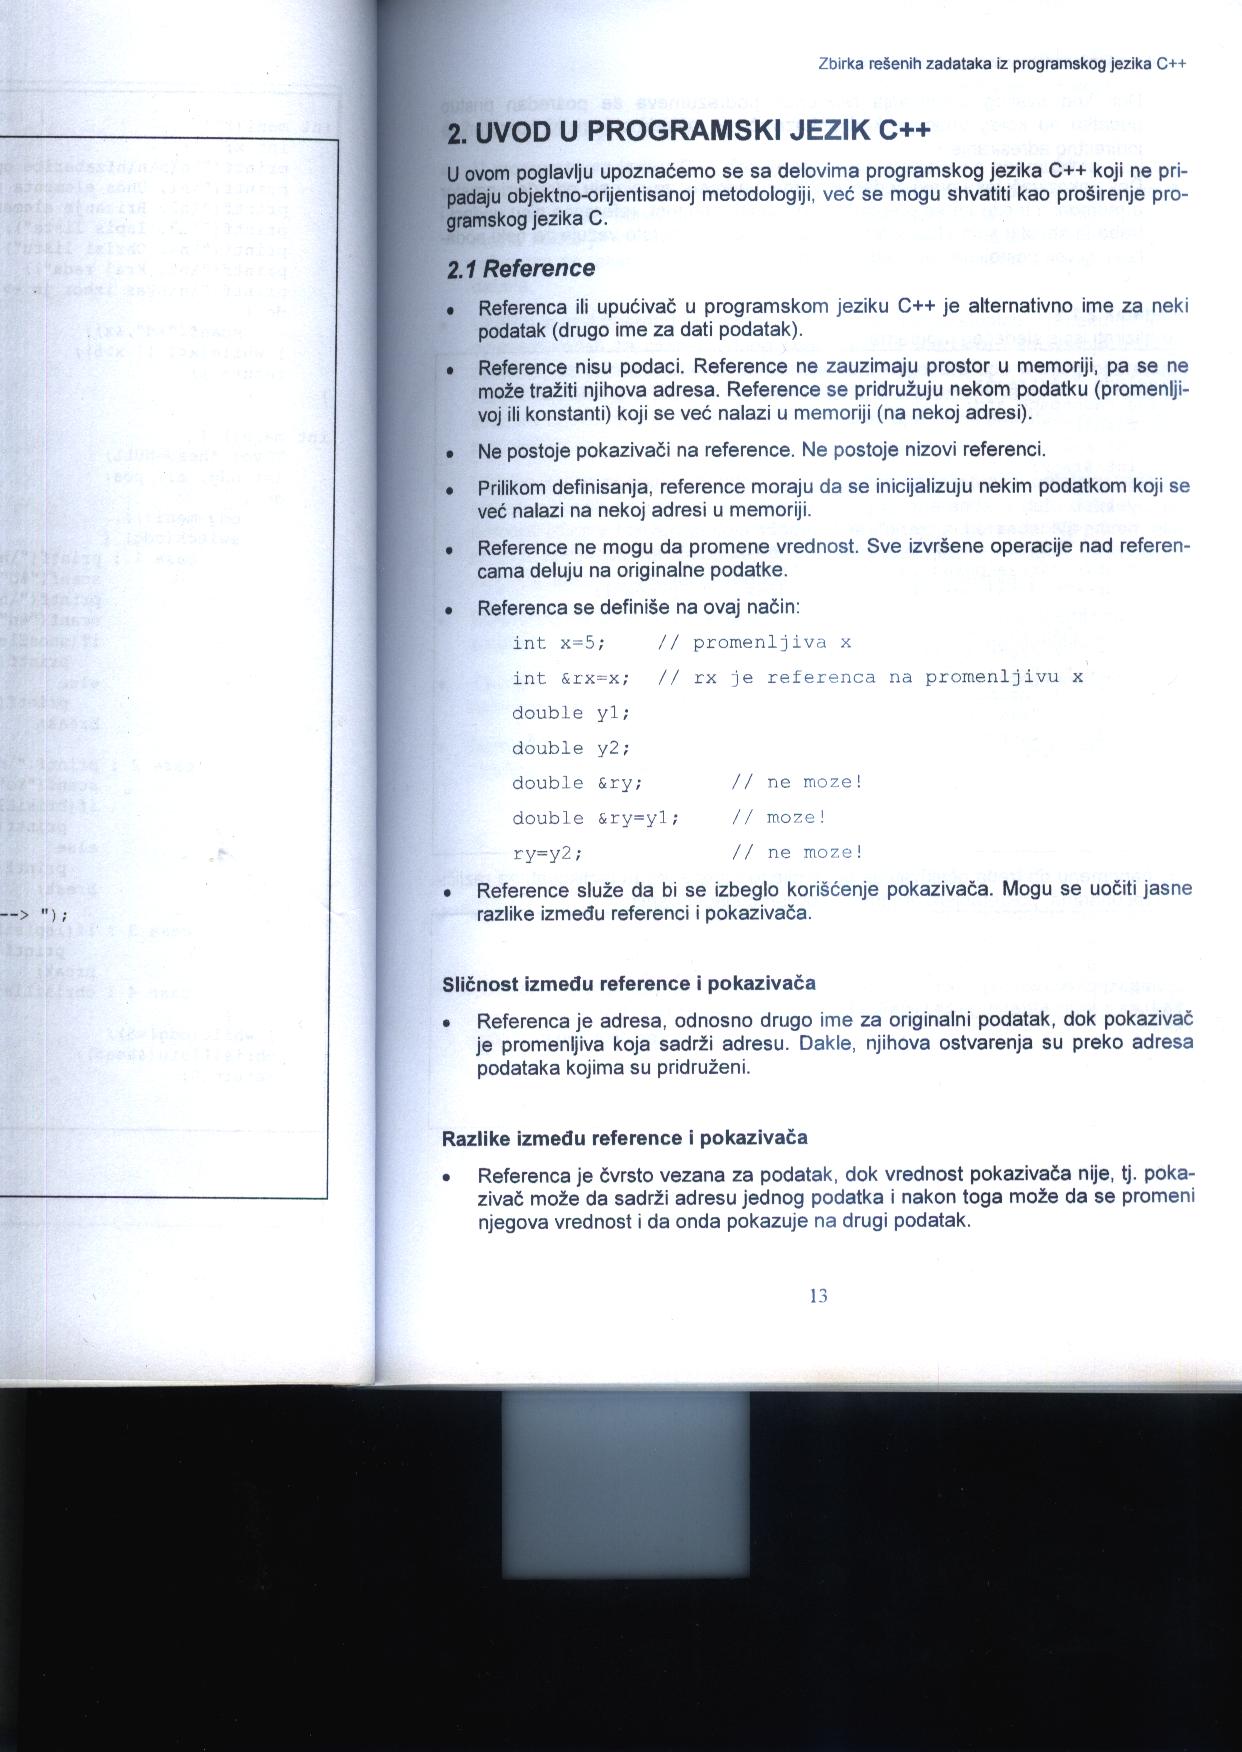 Zbirka rešenih zadataka iz programskog jezika C++
2. UVOD U PROGRAMSKI JEZIK C++
U ovom poglavlju upoznaćemo se sa delovima programskog jezika C++ koji ne pri-
padaju objektno-orijentisanoj metodologiji, već se mogu shvatiti kao proširenje pro-
gramskog jezika C.
2.1 Reference
• Referenca ili upućivač u programskom jeziku C++ je alternativno ime za neki
podatak (drugo ime za dati podatak).
• Reference nisu podaci. Reference ne zauzimaju prostor u memoriji, pa se ne
može tražiti njihova adresa. Reference se pridružuju nekom podatku (promenlji-
voj ili konstanti) koji se već nalazi u memoriji (na nekoj adresi).
• Ne postoje pokazivači na reference. Ne postoje nizovi referenci.
• Prilikom definisanja, reference moraju da se inicijalizuju nekim podatkom koji se
već nalazi na nekoj adresi u memoriji.
• Reference ne mogu da promene vrednost. Sve izvršene operacije nad referen-
cama deluju na originalne podatke.
• Referenca se definiše na ovaj način:
int x=5; // promenljiva x
int &rx=x; // rx je referenca na promenljivu x
double y1;
double y2;
double &ry; // ne moze!
double &ry=y1; // moze!
ry=y2; // ne moze!
• Reference služe da bi se izbeglo korišćenje pokazivača. Mogu se uočiti jasne
razlike između referenci i pokazivača.
--> ");
Sličnost između reference i pokazivača
• Referenca je adresa, odnosno drugo ime za originalni podatak, dok pokazivač
je promenljiva koja sadrži adresu. Dakle, njihova ostvarenja su preko adresa
podataka kojima su pridruženi.
Razlike između reference i pokazivača
• Referenca je čvrsto vezana za podatak, dok vrednost pokazivača nije, tj. poka-
zivač može da sadrži adresu jednog podatka i nakon toga može da se promeni
njegova vrednost i da onda pokazuje na drugi podatak.
13